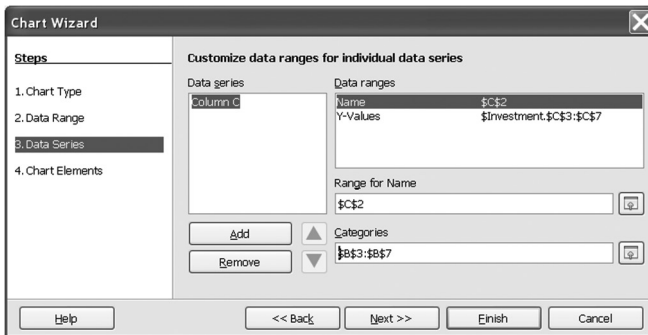 Chart Wizard
Steps
1. Chart Type
2. Data Range
3. Data Series
4. Chart Elements
Customize data ranges for individual data series
Data series
Column C
Data ranges
Name $C$2
Y-Values $Investment.$C$3:$C$7
Range for Name
$C$2
Add
Remove
Categories
$B$3:$B$7
Help
<< Back
Next >>
Finish
Cancel